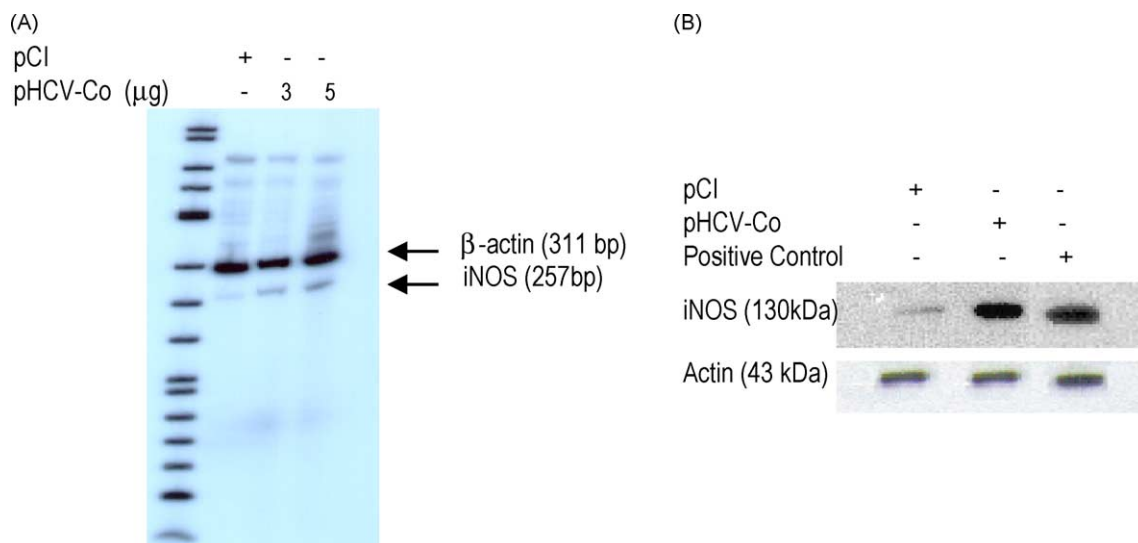 (A)
pCI + - -
pHCV-Co (μg) - 3 5
β-actin (311 bp)
iNOS (257bp)
(B)
pCI + - -
pHCV-Co - + -
Positive Control - - +
iNOS (130kDa)
Actin (43 kDa)